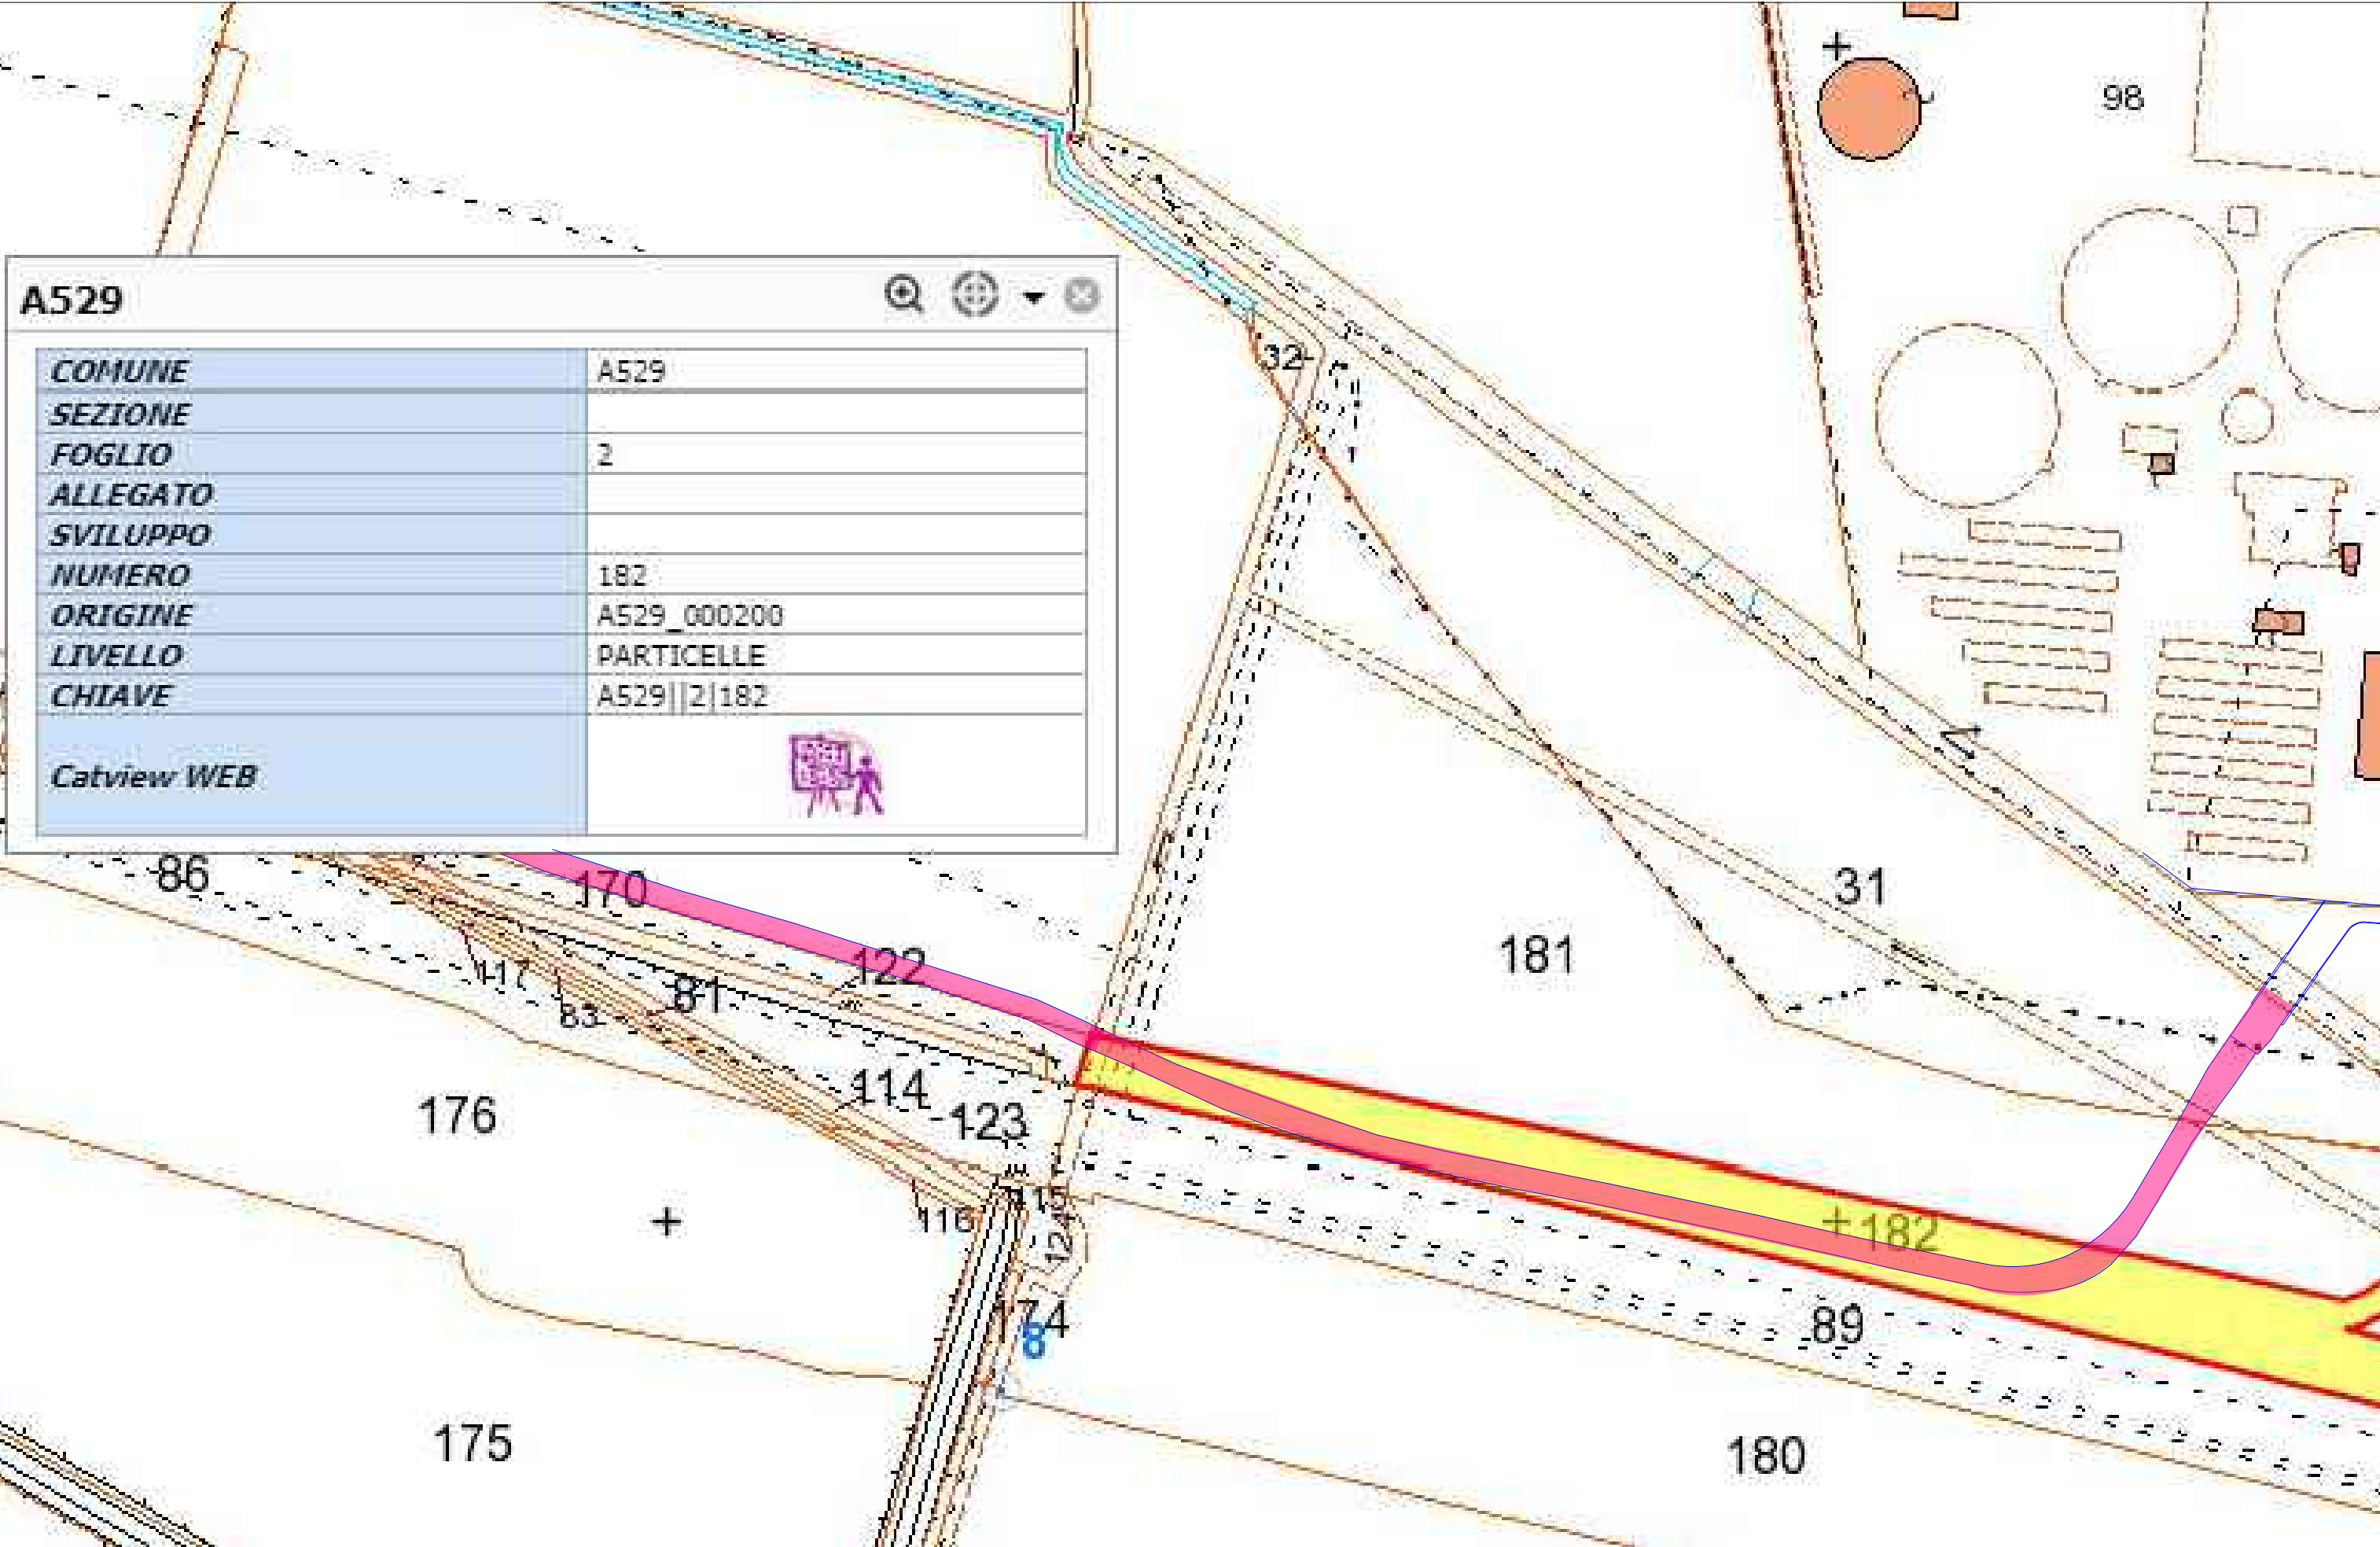 98
A529
COMUNE A529
SEZIONE
FOGLIO 2
ALLEGATO
SVILUPPO
NUMERO 182
ORIGINE A529_000200
LIVELLO PARTICELLE
CHIAVE A529||2|182
Catview WEB
32
86
170
31
122
181
117
81
83
114
123
176
115
116
124
182
174
8
89
175
180